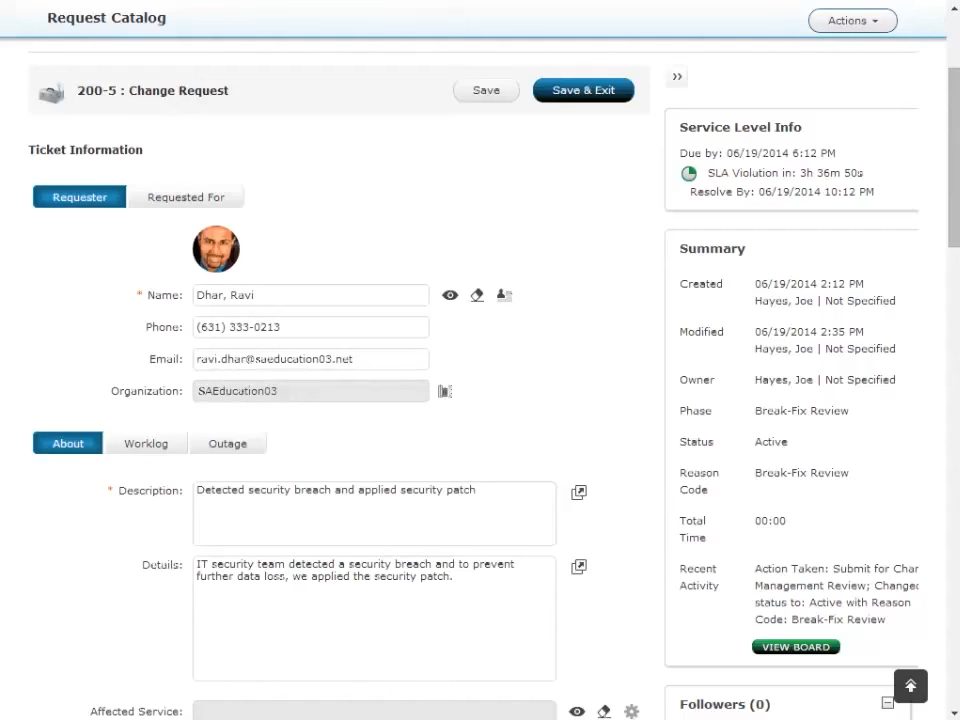 Request Catalog
Actions
200-5 : Change Request
Save
Save & Exit
Ticket Information
Requester
Requested For
* Name:
Dhar, Ravi
Phone:
(631) 333-0213
Email:
ravi.dhar@saeducation03.net
Organization:
SAEducation03
About
Worklog
Outage
* Description:
Detected security breach and applied security patch
Details:
IT security team detected a security breach and to prevent
further data loss, we applied the security patch.
Affected Service:
Service Level Info
Due by: 06/19/2014 6:12 PM
SLA Violation in: 3h 36m 50s
Resolve By: 06/19/2014 10:12 PM
Summary
Created
06/19/2014 2:12 PM
Hayes, Joe | Not Specified
Modified
06/19/2014 2:35 PM
Hayes, Joe | Not Specified
Owner
Hayes, Joe | Not Specified
Phase
Break-Fix Review
Status
Active
Reason
Code
Break-Fix Review
Total
Time
00:00
Recent
Activity
Action Taken: Submit for Char
Management Review; Changed
status to: Active with Reason
Code: Break-Fix Review
VIEW BOARD
Followers (0)